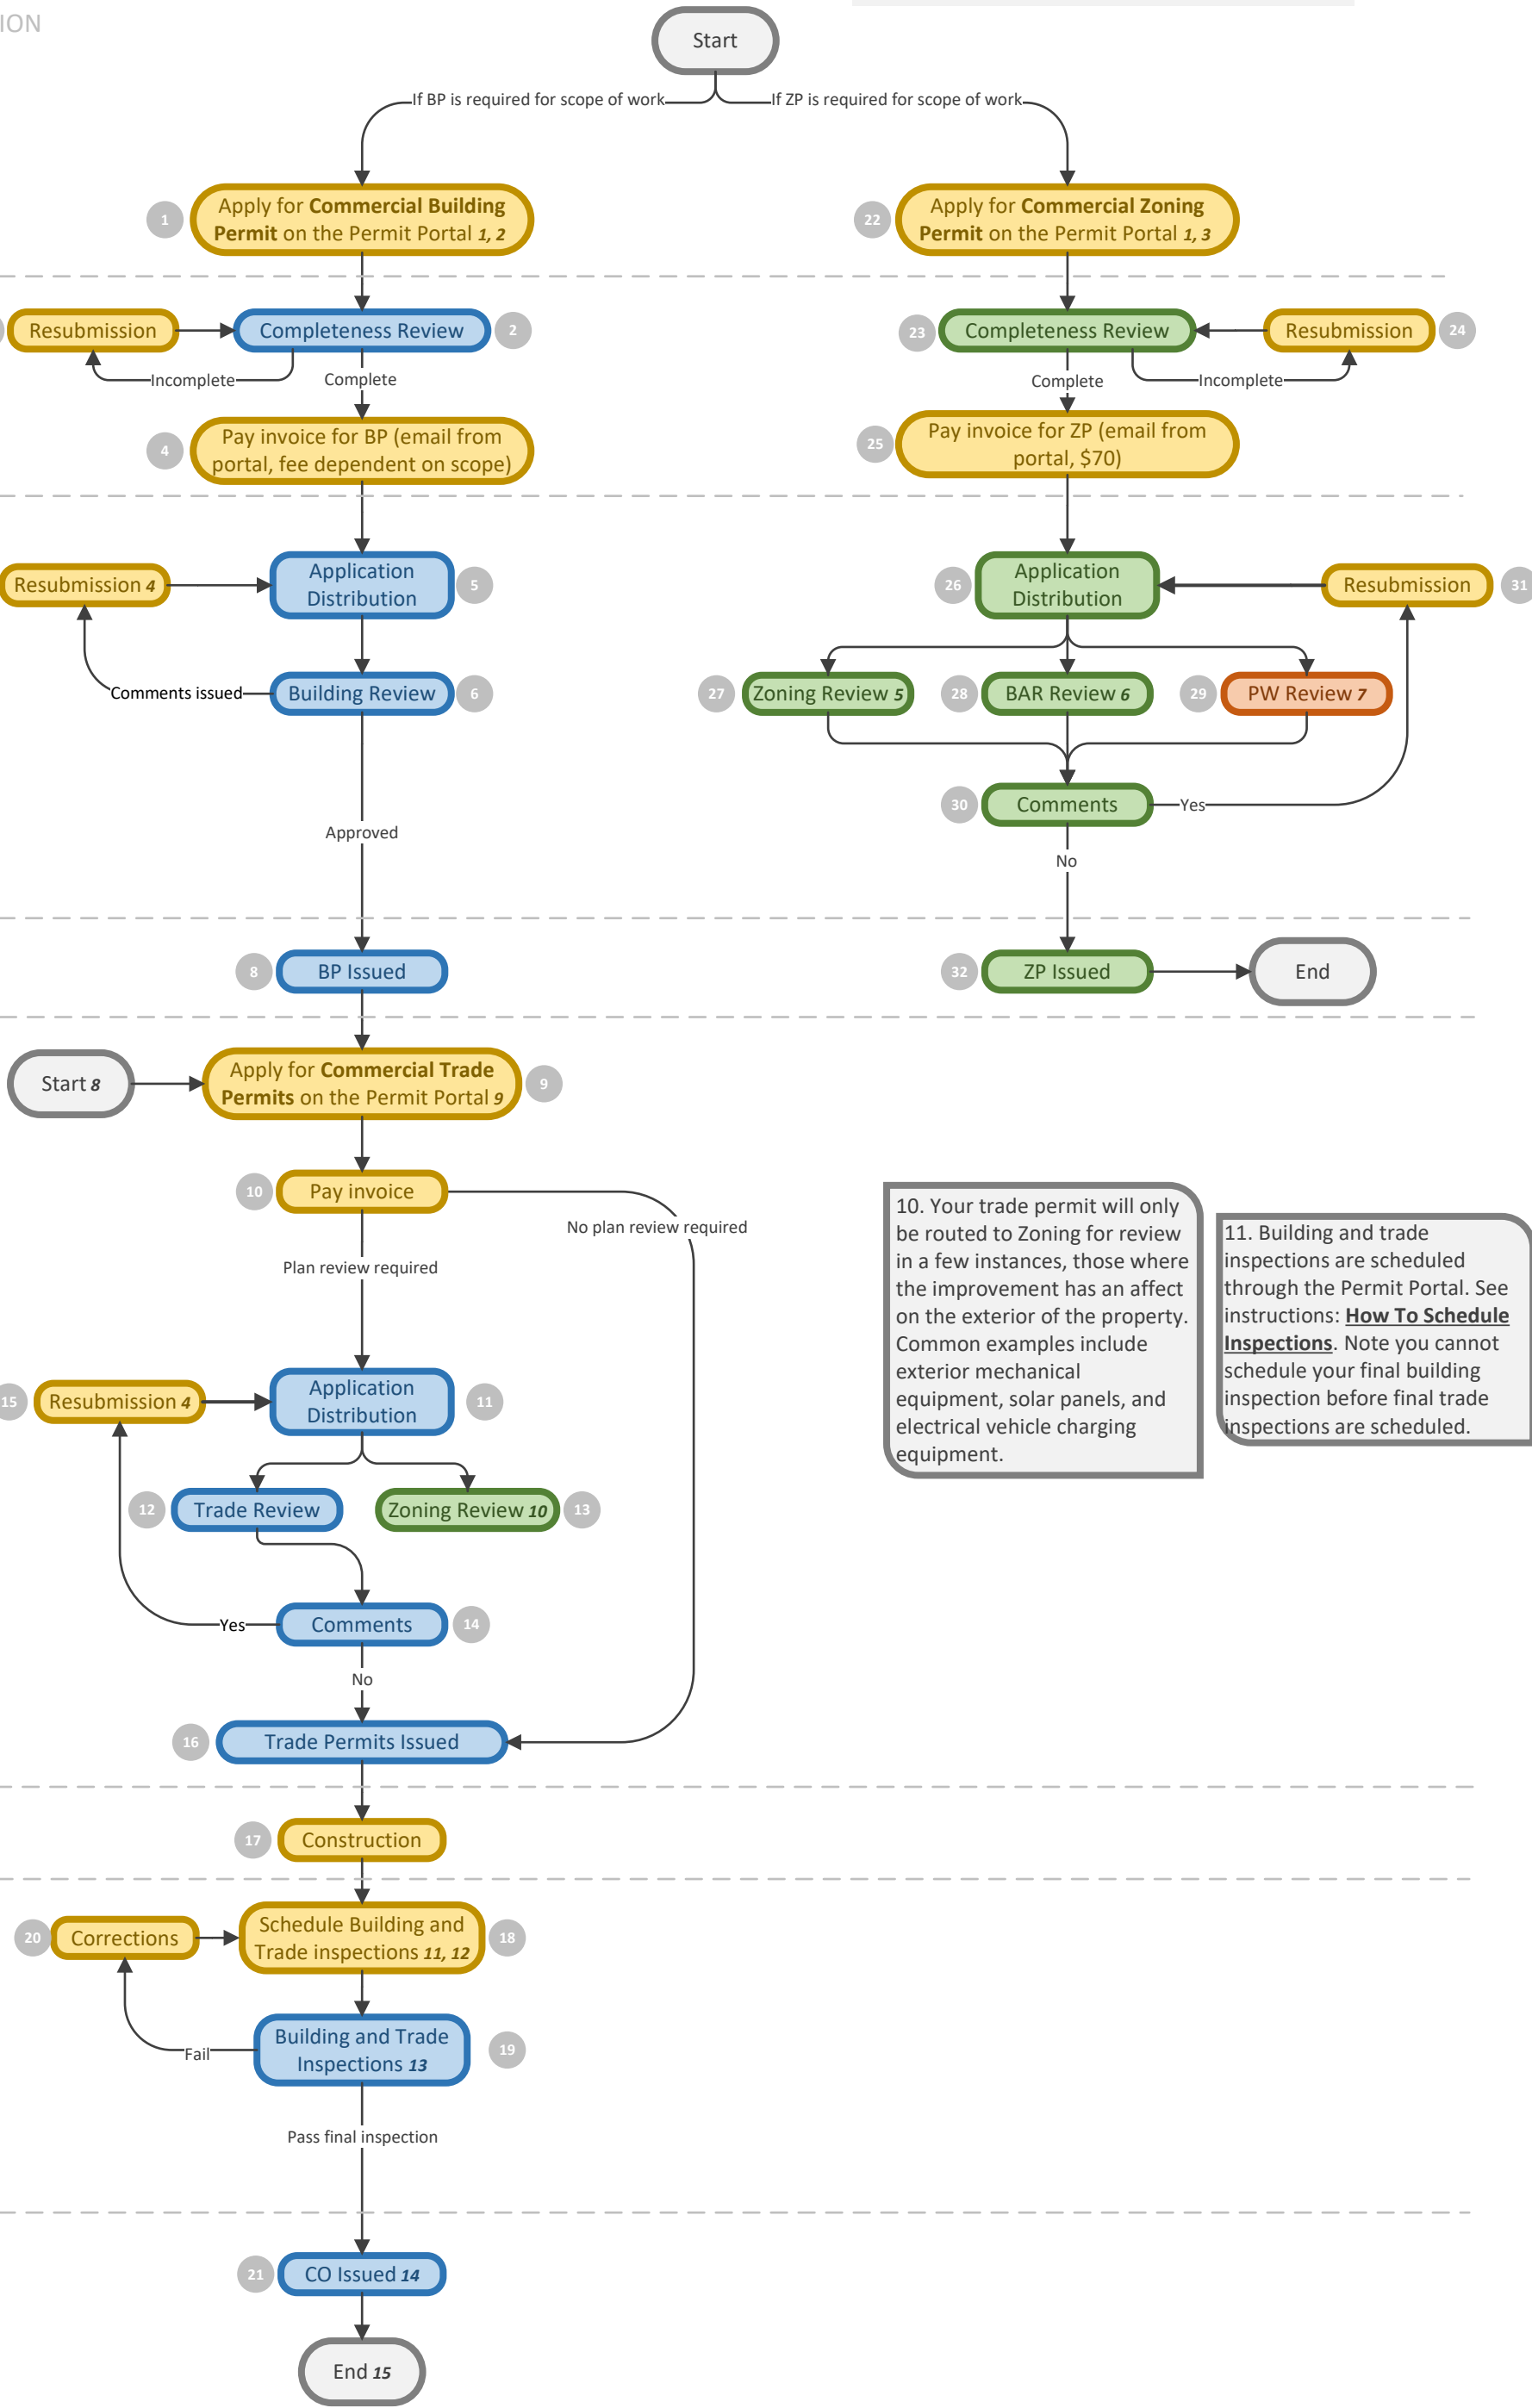 ION
Start
If BP is required for scope of work
If ZP is required for scope of work
1
Apply for Commercial Building
Permit on the Permit Portal 1, 2
22
Apply for Commercial Zoning
Permit on the Permit Portal 1, 3
Resubmission
Completeness Review
2
23
Completeness Review
Resubmission
24
Incomplete
Complete
Complete
Incomplete
4
Pay invoice for BP (email from
portal, fee dependent on scope)
25
Pay invoice for ZP (email from
portal, $70)
Resubmission 4
Application
Distribution
5
26
Application
Distribution
Resubmission
31
Comments issued
Building Review
6
27
Zoning Review 5
28
BAR Review 6
29
PW Review 7
30
Comments
Yes
Approved
No
8
BP Issued
32
ZP Issued
End
Start 8
Apply for Commercial Trade
Permits on the Permit Portal 9
9
10
Pay invoice
No plan review required
Plan review required
10. Your trade permit will only
be routed to Zoning for review
in a few instances, those where
the improvement has an affect
on the exterior of the property.
Common examples include
exterior mechanical
equipment, solar panels, and
electrical vehicle charging
equipment.
11. Building and trade
inspections are scheduled
through the Permit Portal. See
instructions: How To Schedule
Inspections. Note you cannot
schedule your final building
inspection before final trade
inspections are scheduled.
15
Resubmission 4
Application
Distribution
11
12
Trade Review
Zoning Review 10
13
Yes
Comments
14
No
16
Trade Permits Issued
17
Construction
20
Corrections
Schedule Building and
Trade inspections 11, 12
18
Fail
Building and Trade
Inspections 13
19
Pass final inspection
21
CO Issued 14
End 15